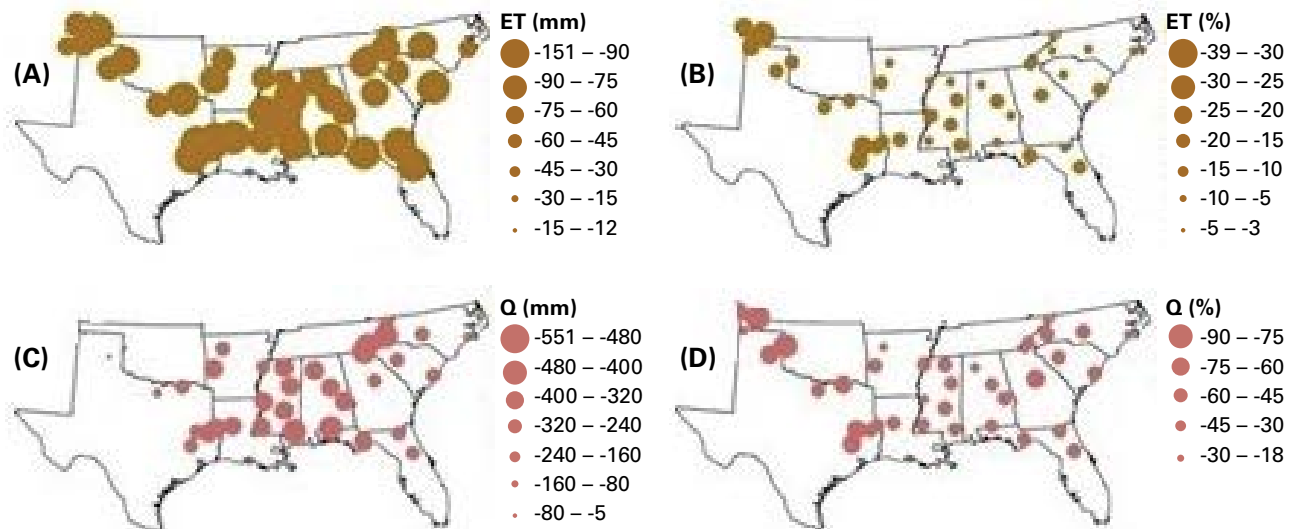 (A)
ET (mm)
-151 – -90
-90 – -75
-75 – -60
-60 – -45
-45 – -30
-30 – -15
-15 – -12
(B)
ET (%)
-39 – -30
-30 – -25
-25 – -20
-20 – -15
-15 – -10
-10 – -5
-5 – -3
(C)
Q (mm)
-551 – -480
-480 – -400
-400 – -320
-320 – -240
-240 – -160
-160 – -80
-80 – -5
(D)
Q (%)
-90 – -75
-75 – -60
-60 – -45
-45 – -30
-30 – -18